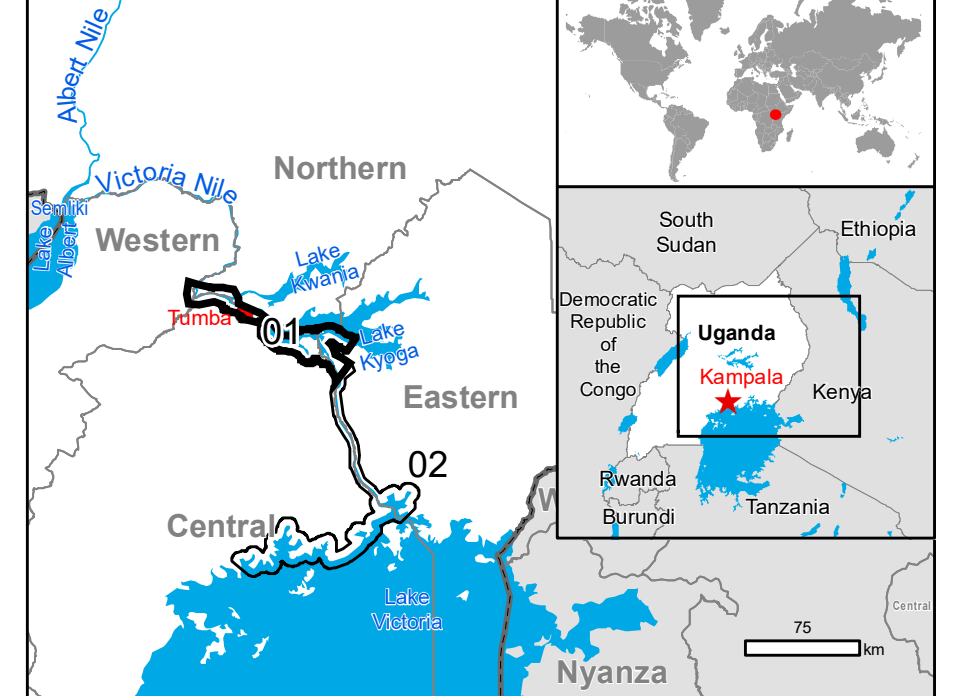 Albert Nile
Victoria Nile
Northern
Semliki
Lake
Albert
Western
Lake
Kwania
Tumba
01
Lake
Kyoga
Eastern
02
Central
Lake
Victoria
W
Nyanza
Central
75
km
South
Sudan
Ethiopia
Democratic
Republic
of
the
Congo
Uganda
Kampala
Kenya
Rwanda
Burundi
Tanzania